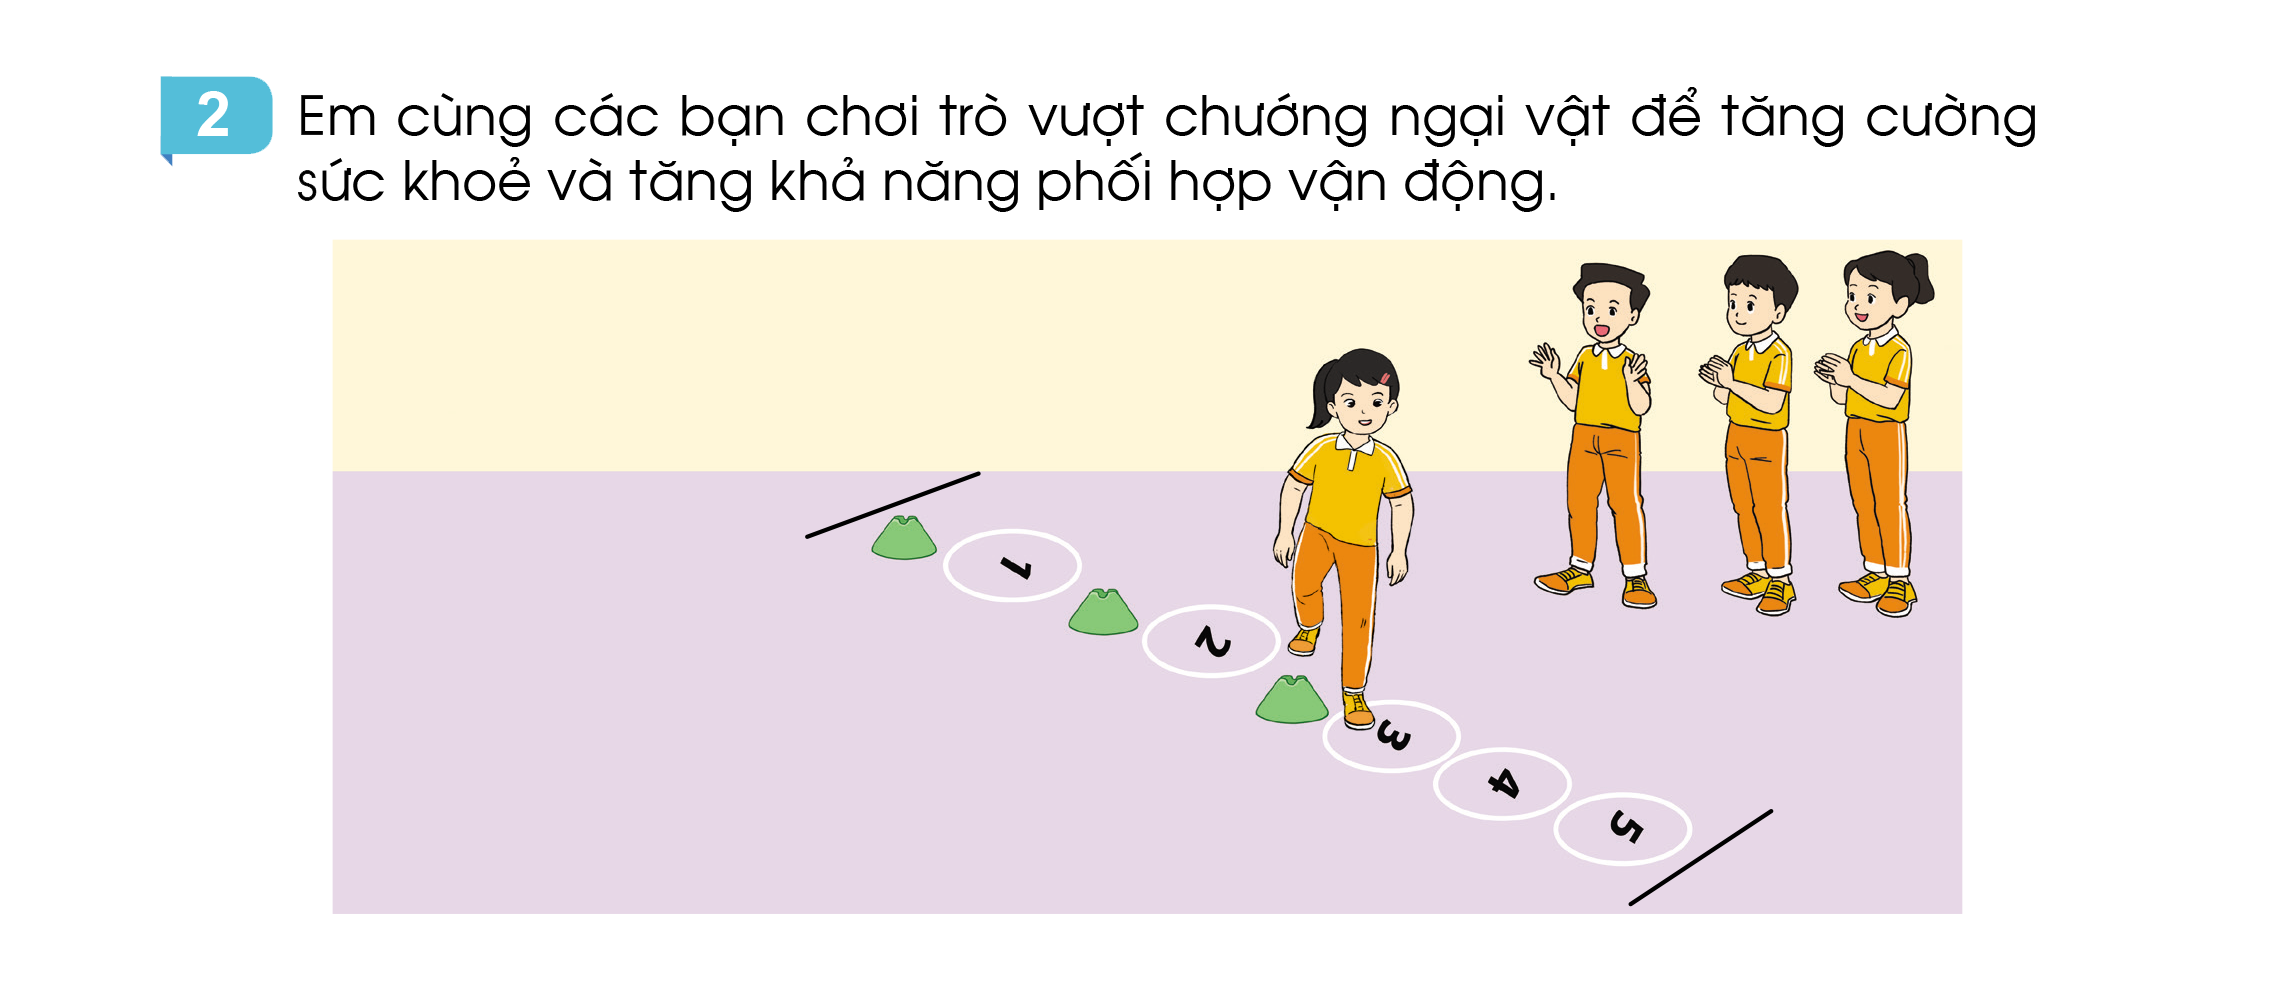 2 Em cùng các bạn chơi trò vượt chướng ngại vật để tăng cường
sức khoẻ và tăng khả năng phối hợp vận động.
1
2
3
4
5